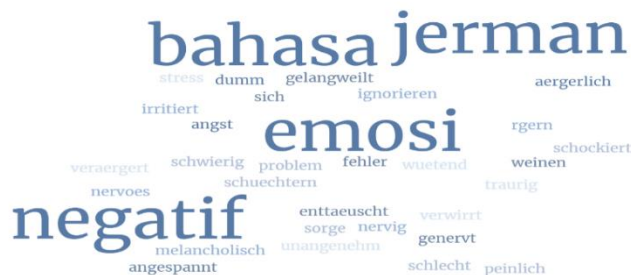 bahasa jerman
stress dumm gelangweilt aergerlich
sich ignorieren
irritiert
angst emosi rgern
schockiert
veraergert schwierig problem fehler wuetend weinen
nervoes schuechtern traurig
negatif enttaeuscht verwirrt
sorge nervig genervt
melancholisch unangenehm
angespannt schlecht peinlich